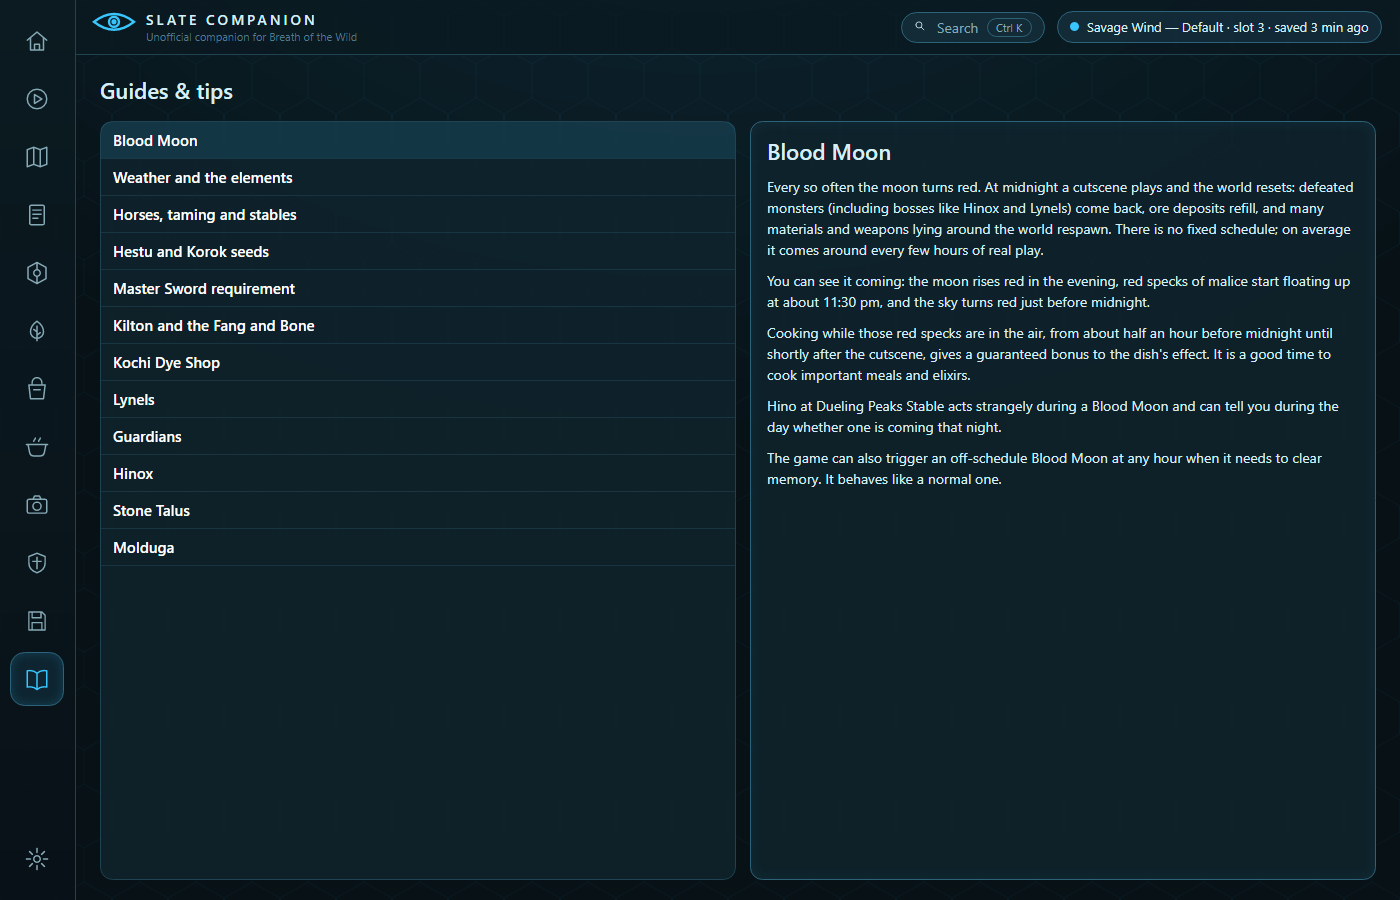 SLATE COMPANION
Unofficial companion for Breath of the Wild
Search Ctrl K
Savage Wind — Default · slot 3 · saved 3 min ago
Guides & tips
Blood Moon
Weather and the elements
Horses, taming and stables
Hestu and Korok seeds
Master Sword requirement
Kilton and the Fang and Bone
Kochi Dye Shop
Lynels
Guardians
Hinox
Stone Talus
Molduga
Blood Moon
Every so often the moon turns red. At midnight a cutscene plays and the world resets: defeated
monsters (including bosses like Hinox and Lynels) come back, ore deposits refill, and many
materials and weapons lying around the world respawn. There is no fixed schedule; on average
it comes around every few hours of real play.
You can see it coming: the moon rises red in the evening, red specks of malice start floating up
at about 11:30 pm, and the sky turns red just before midnight.
Cooking while those red specks are in the air, from about half an hour before midnight until
shortly after the cutscene, gives a guaranteed bonus to the dish's effect. It is a good time to
cook important meals and elixirs.
Hino at Dueling Peaks Stable acts strangely during a Blood Moon and can tell you during the
day whether one is coming that night.
The game can also trigger an off-schedule Blood Moon at any hour when it needs to clear
memory. It behaves like a normal one.